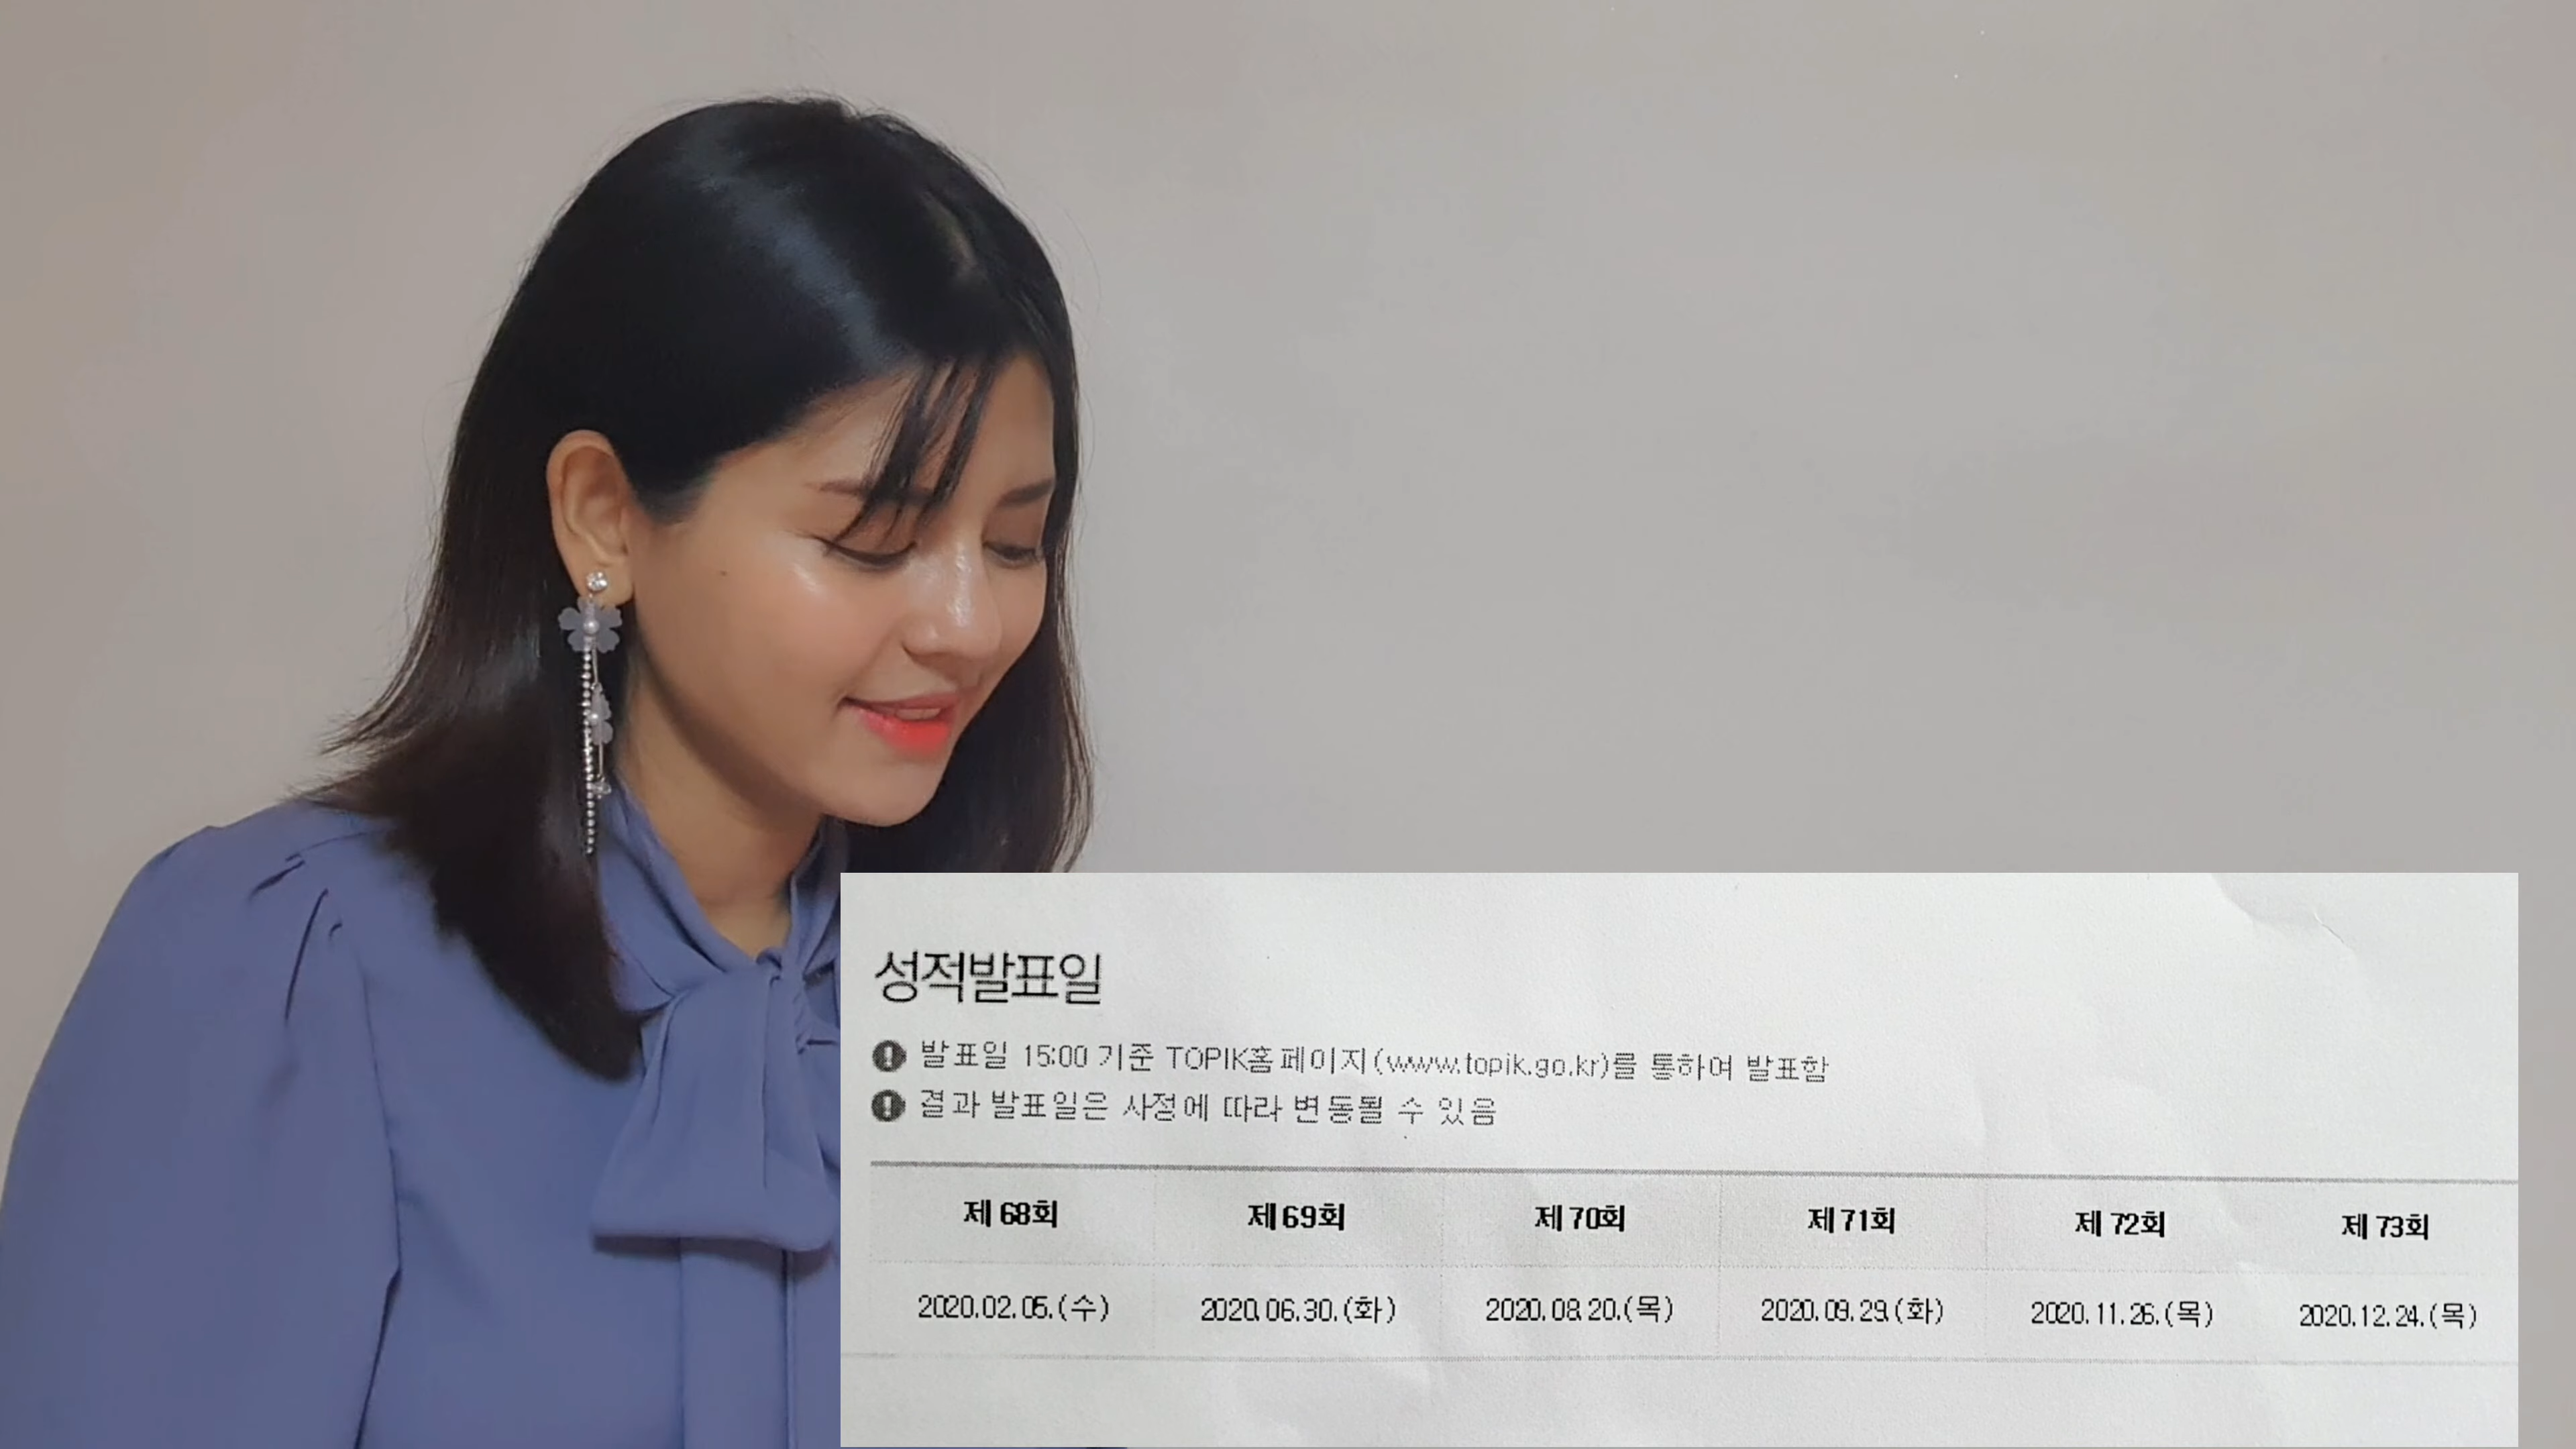 성적발표일
발표일 15:00 기준 TOPIK홈페이지(www.topik.go.kr)를 통하여 발표함
결과 발표일은 사정에 따라 변동될 수 있음
제 68회 제 69회 제 70회 제 71회 제 72회 제 73회
2020.02.05.(수) 2020.06.30.(화) 2020.08.20.(목) 2020.09.29.(화) 2020.11.26.(목) 2020.12.24.(목)